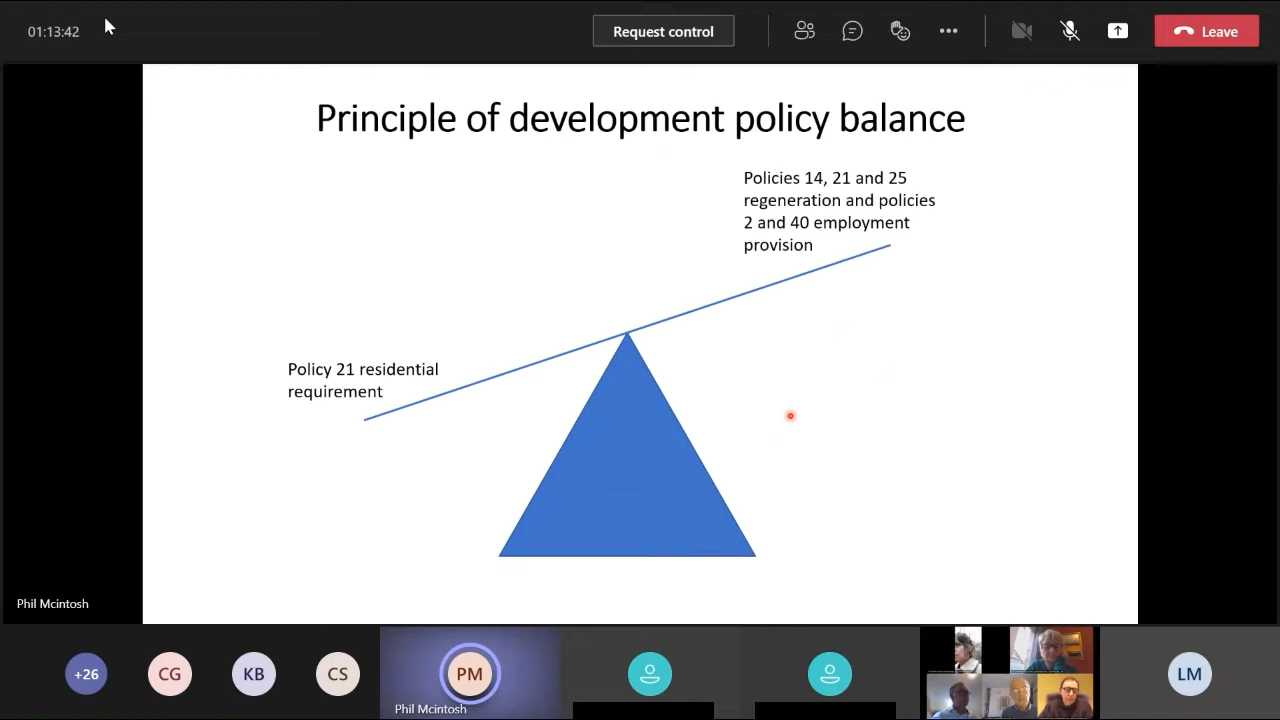 01:13:42
Request control
Leave
Principle of development policy balance
Policies 14, 21 and 25
regeneration and policies
2 and 40 employment
provision
Policy 21 residential
requirement
Phil Mcintosh
+26
CG
KB
CS
PM
LM
Phil Mcintosh